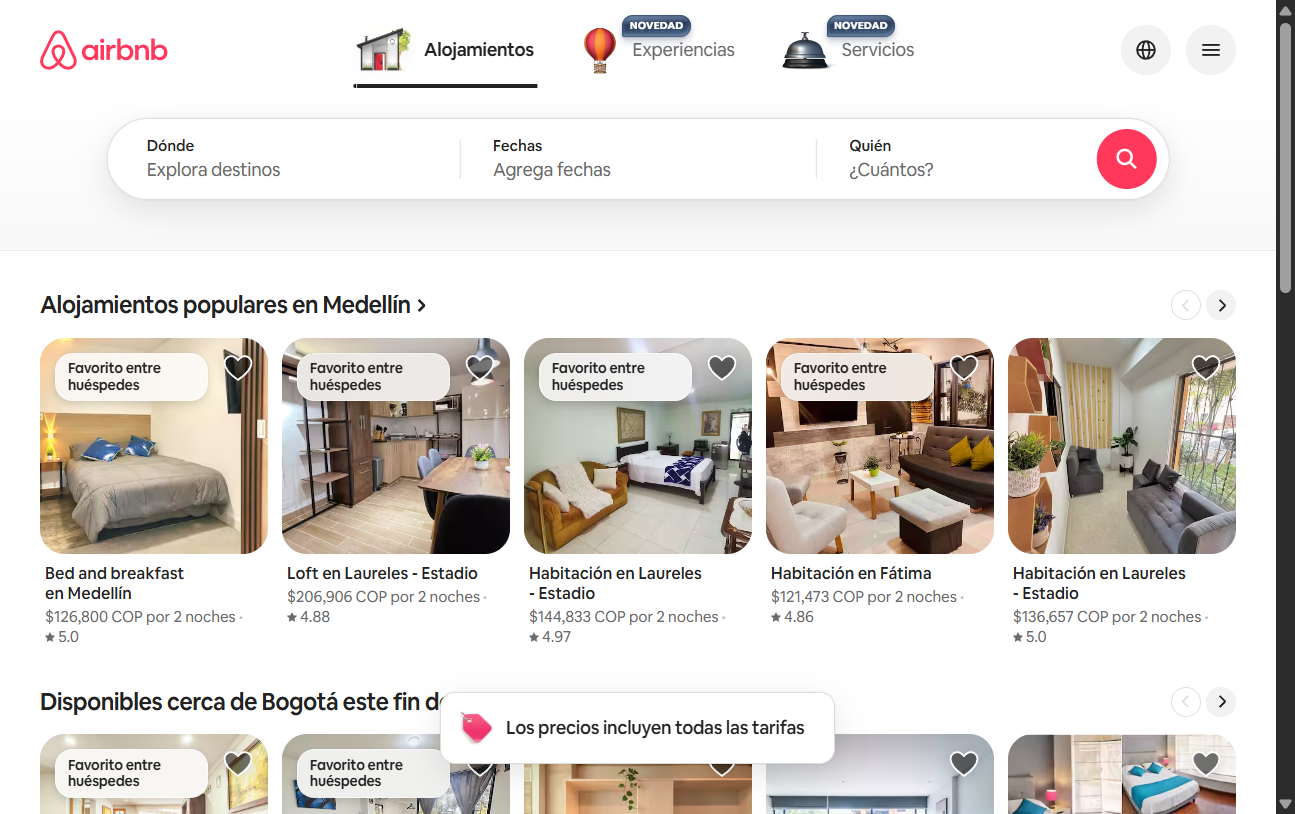 airbnb
Alojamientos
NOVEDAD
Experiencias
NOVEDAD
Servicios
Dónde
Explora destinos
Fechas
Agrega fechas
Quién
¿Cuántos?
Alojamientos populares en Medellín
Favorito entre
huéspedes
Favorito entre
huéspedes
Favorito entre
huéspedes
Favorito entre
huéspedes
Bed and breakfast
en Medellín
$126,800 COP por 2 noches ·
★ 5.0
Loft en Laureles - Estadio
$206,906 COP por 2 noches ·
★ 4.88
Habitación en Laureles
- Estadio
$144,833 COP por 2 noches ·
★ 4.97
Habitación en Fátima
$121,473 COP por 2 noches ·
★ 4.86
Habitación en Laureles
- Estadio
$136,657 COP por 2 noches ·
★ 5.0
Disponibles cerca de Bogotá este fin d
Los precios incluyen todas las tarifas
Favorito entre
huéspedes
Favorito entre
huéspedes